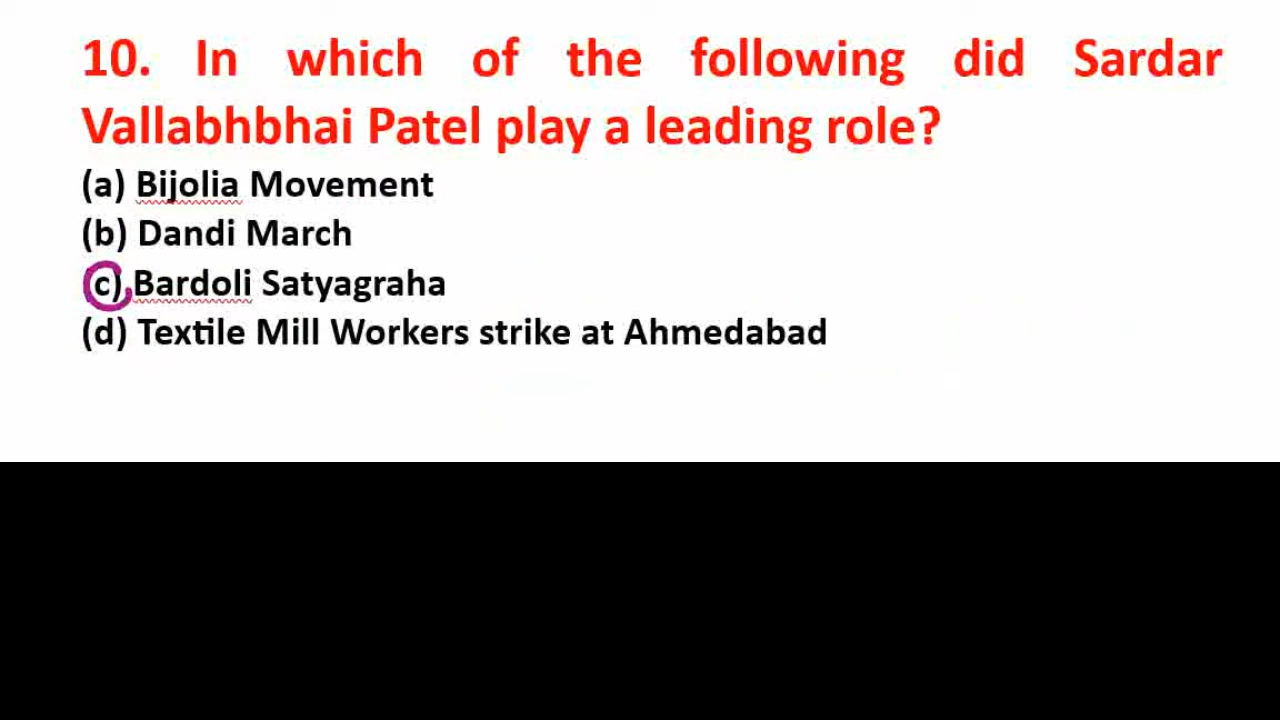 10. In which of the following did Sardar
Vallabhbhai Patel play a leading role?
(a) Bijolia Movement
(b) Dandi March
(c) Bardoli Satyagraha
(d) Textile Mill Workers strike at Ahmedabad